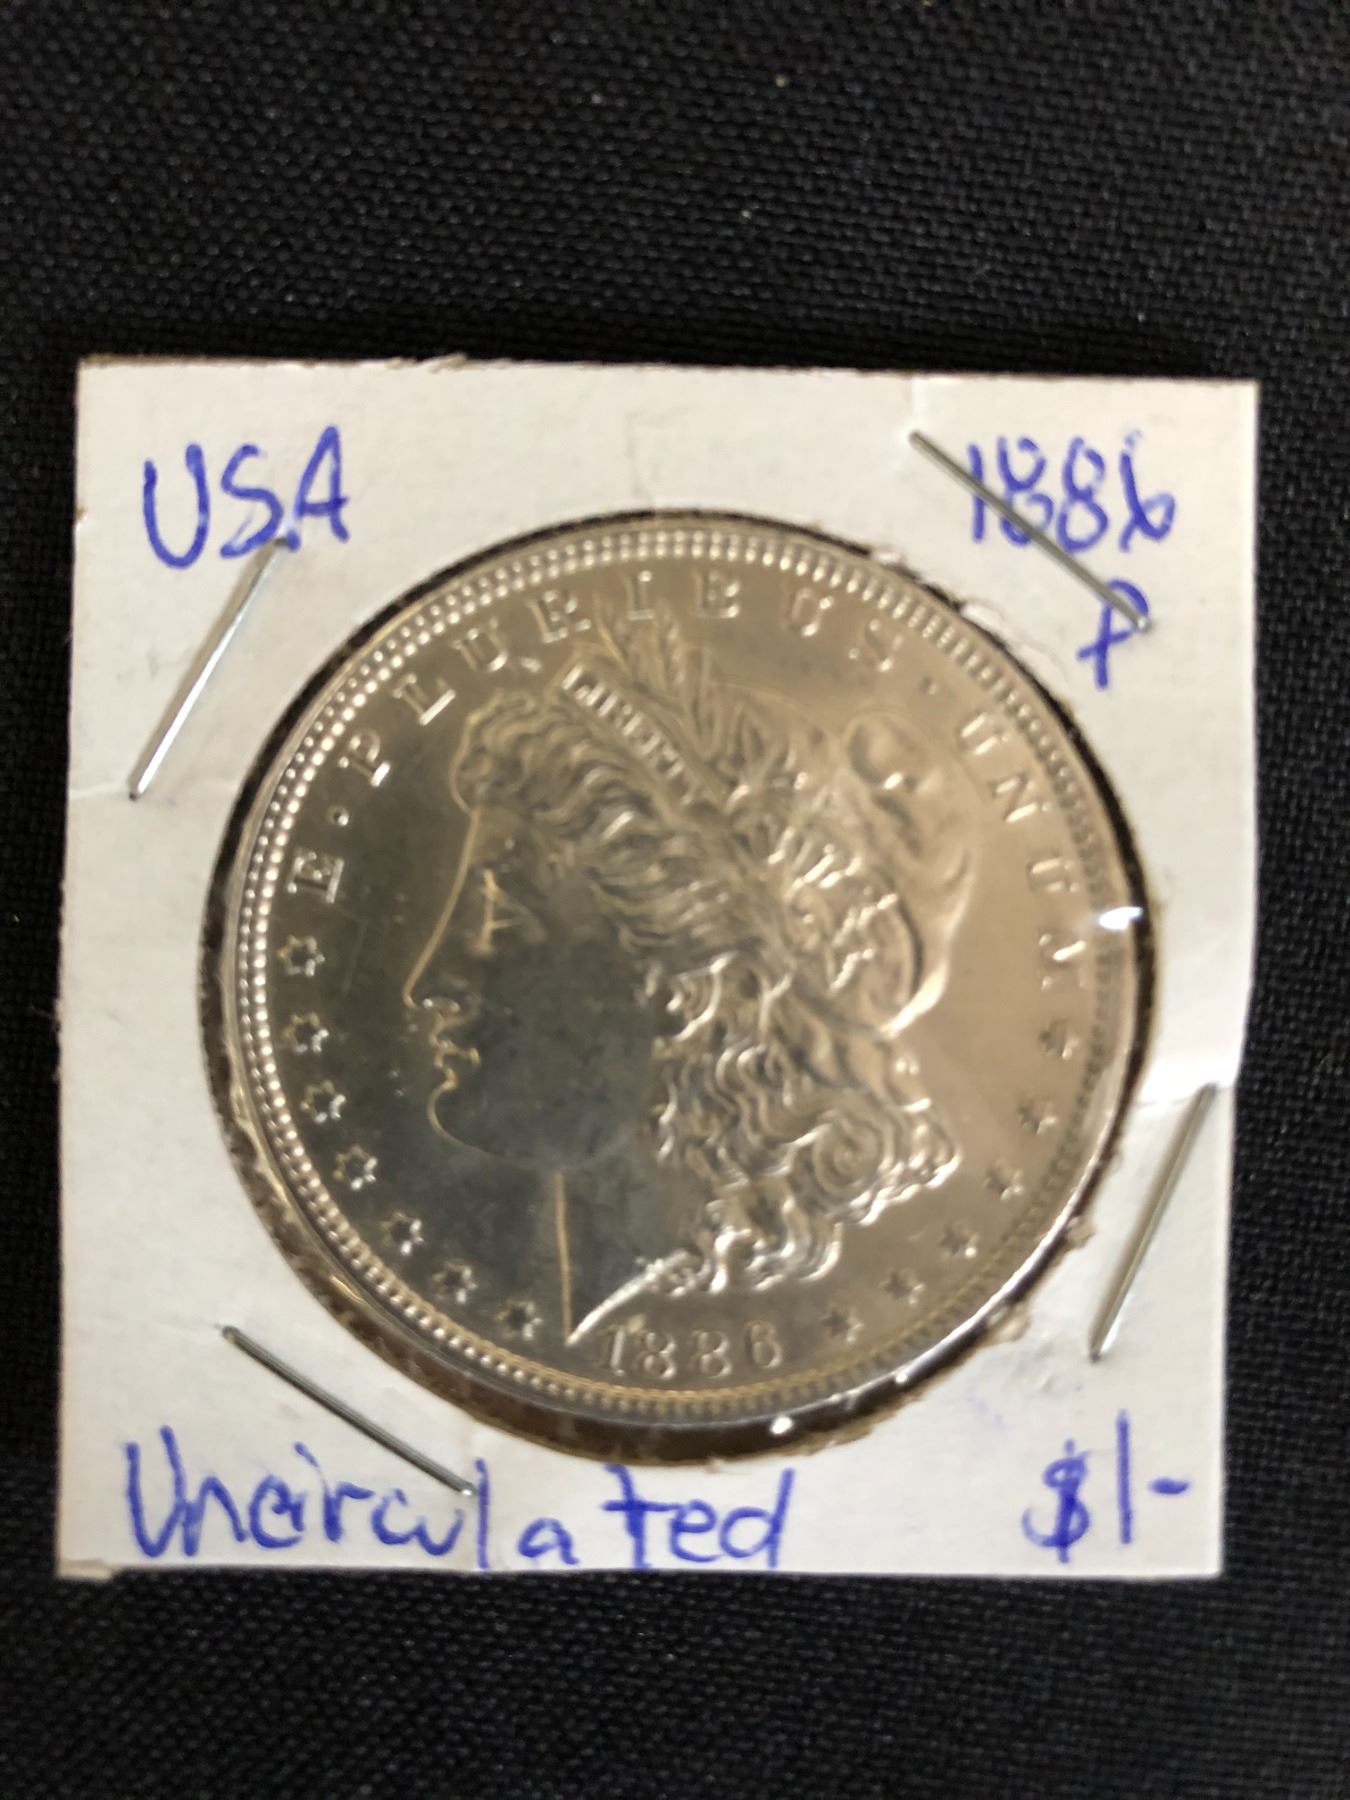 USA
1886
P
E · PLURIBUS · UNUM
LIBERTY
1886
Uncirculated
$1-